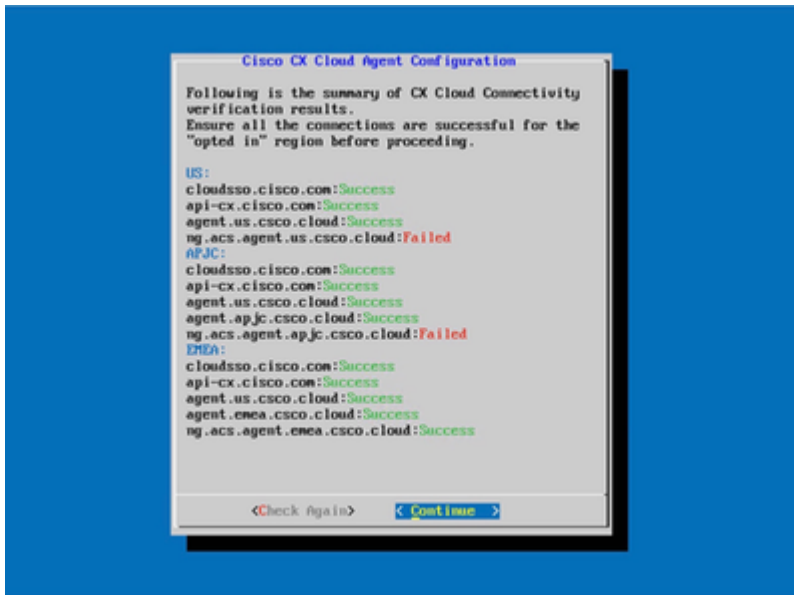 Cisco CX Cloud Agent Configuration
Following is the summary of CX Cloud Connectivity
verification results.
Ensure all the connections are successful for the
"opted in" region before proceeding.
US:
cloudsso.cisco.com:Success
api-cx.cisco.com:Success
agent.us.csco.cloud:Success
ng.acs.agent.us.csco.cloud:Failed
APJC:
cloudsso.cisco.com:Success
api-cx.cisco.com:Success
agent.us.csco.cloud:Success
agent.apjc.csco.cloud:Success
ng.acs.agent.apjc.csco.cloud:Failed
EMEA:
cloudsso.cisco.com:Success
api-cx.cisco.com:Success
agent.us.csco.cloud:Success
agent.emea.csco.cloud:Success
ng.acs.agent.emea.csco.cloud:Success
<Check Again> < Continue >